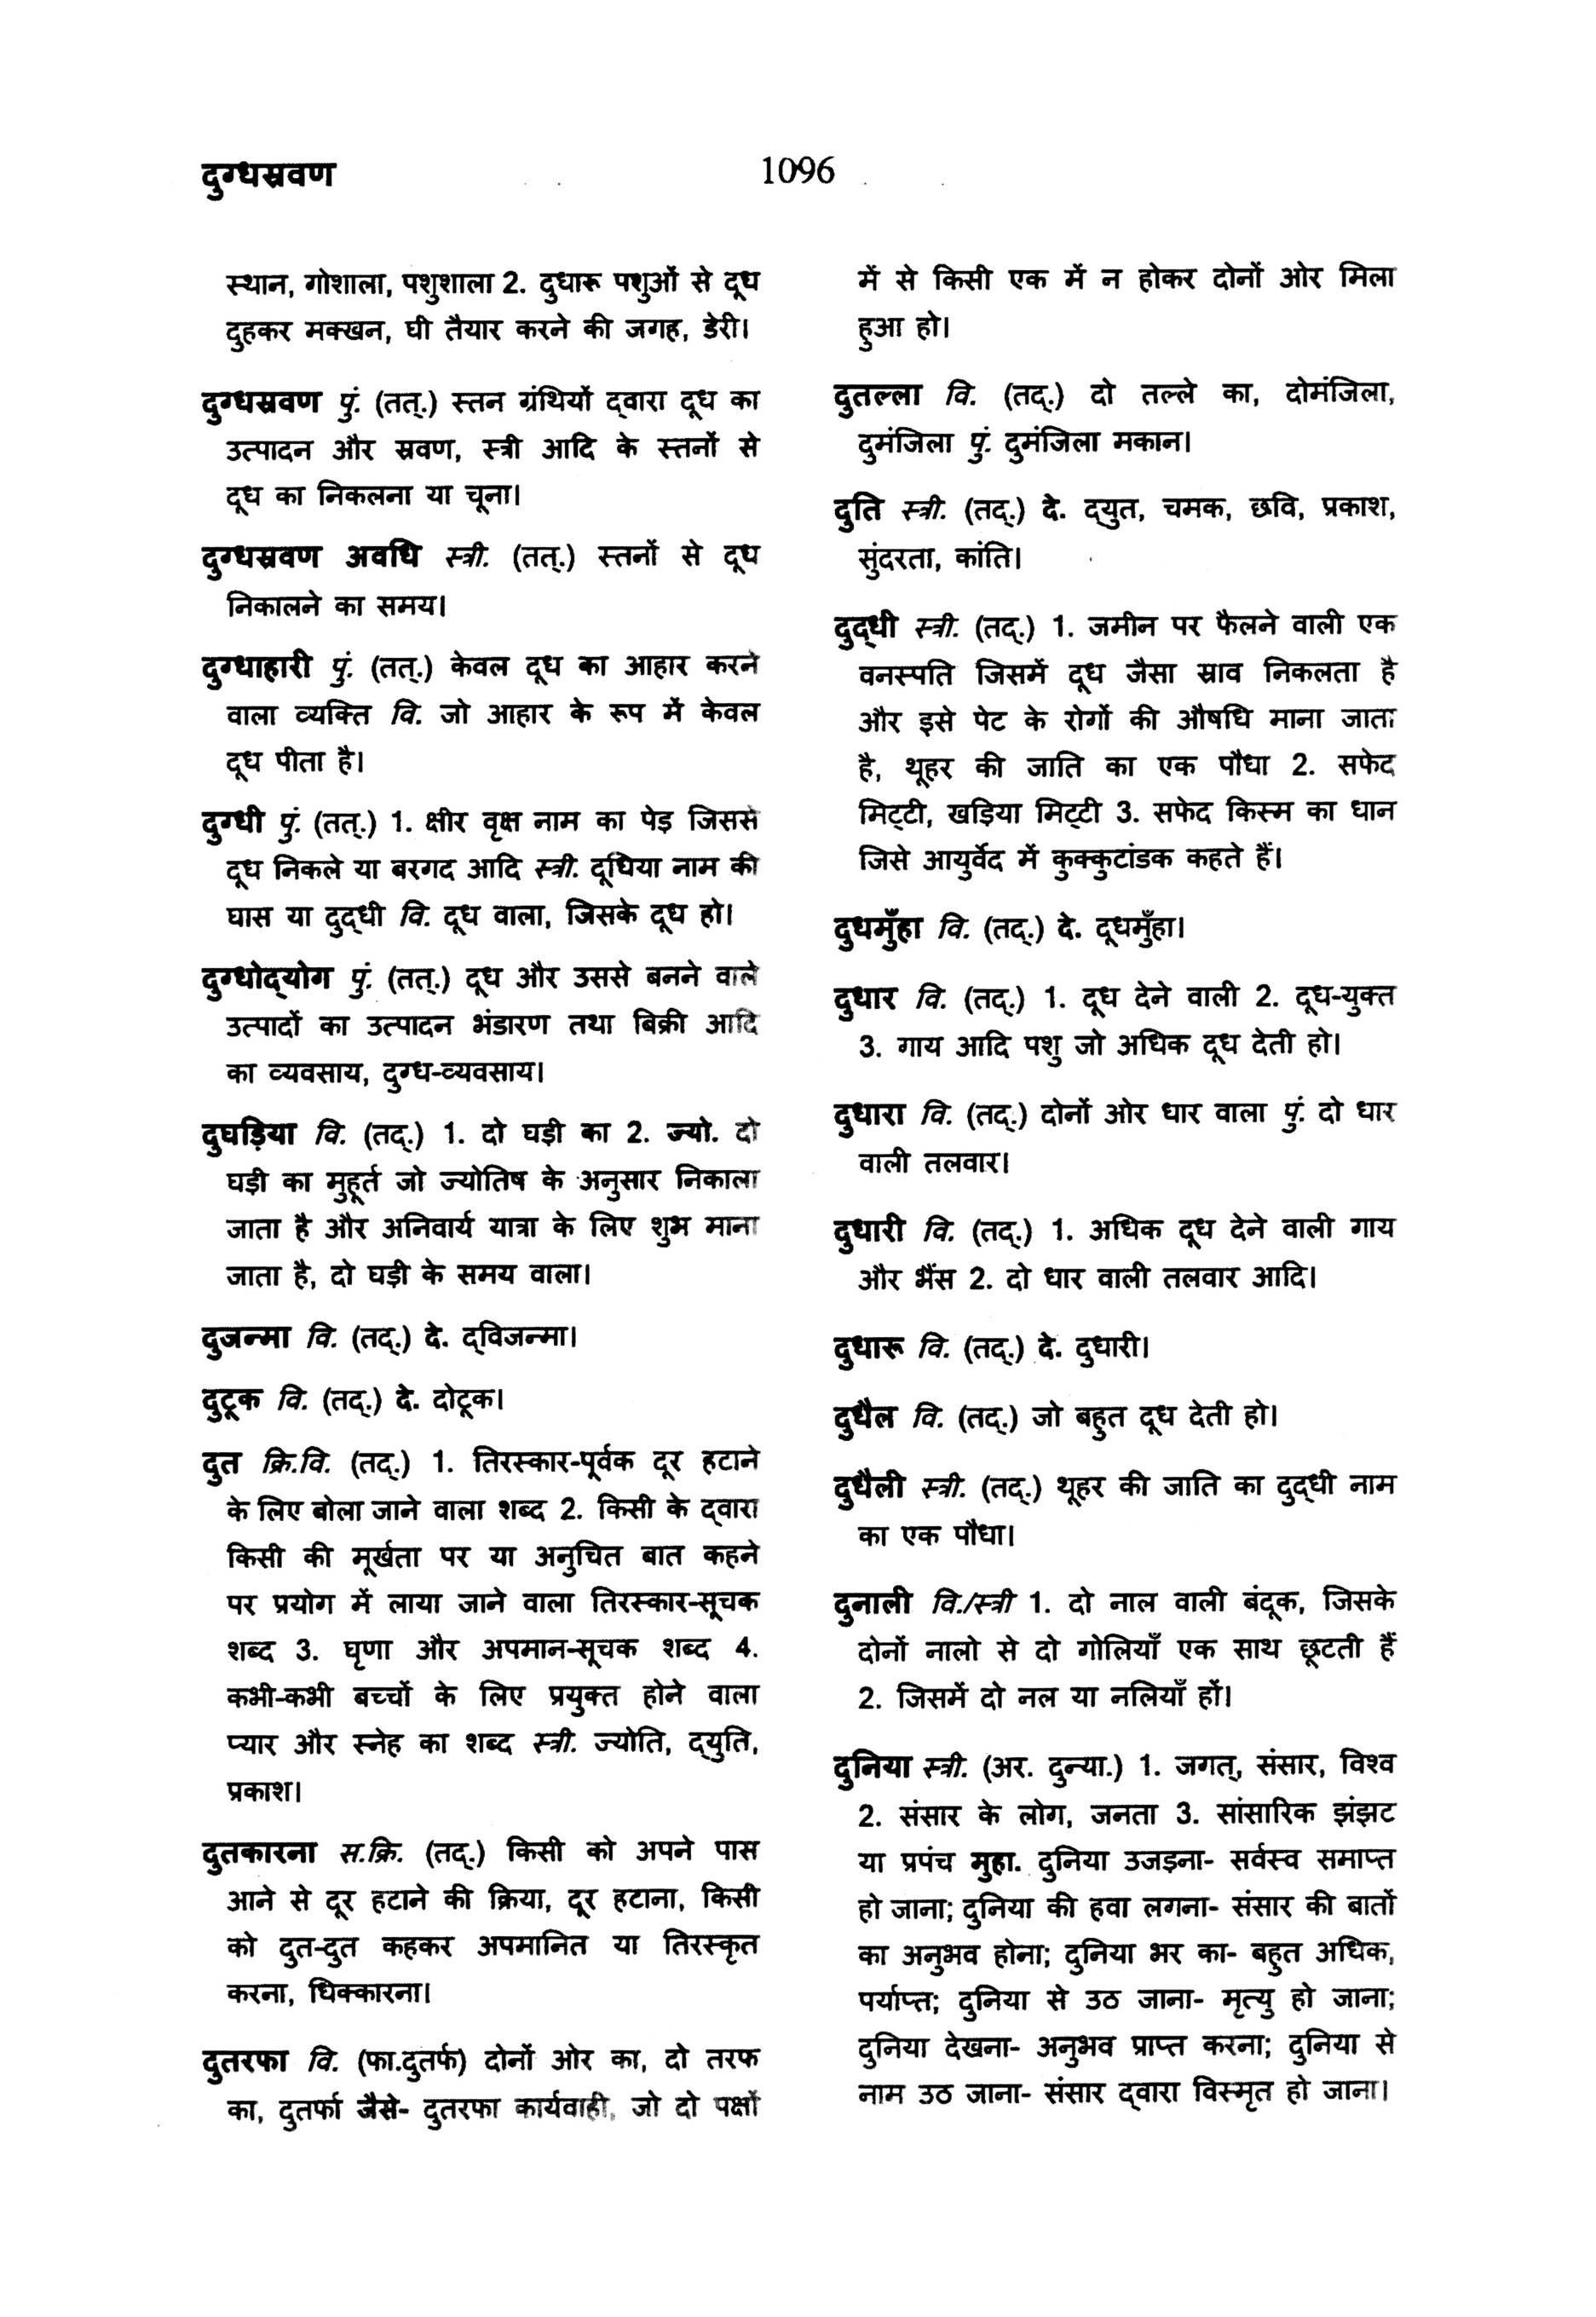 दुग्धस्रवण
1096
स्थान, गोशाला, पशुशाला 2. दुधारू पशुओं से दूध
दुहकर मक्खन, घी तैयार करने की जगह, डेरी।
दुग्धस्रवण पुं. (तत्.) स्तन ग्रंथियों द्‌वारा दूध का
उत्पादन और स्रवण, स्त्री आदि के स्तनों से
दूध का निकलना या चूना।
दुग्धस्रवण अवधि स्त्री. (तत्.) स्तनों से दूध
निकालने का समय।
दुग्धाहारी पुं. (तत्.) केवल दूध का आहार करने
वाला व्यक्ति वि. जो आहार के रूप में केवल
दूध पीता है।
दुग्धी पुं. (तत्.) 1. क्षीर वृक्ष नाम का पेड़ जिससे
दूध निकले या बरगद आदि स्त्री. दूधिया नाम की
घास या दुद्‌धी वि. दूध वाला, जिसके दूध हो।
दुग्धोद्‌योग पुं. (तत्.) दूध और उससे बनने वाले
उत्पादों का उत्पादन भंडारण तथा बिक्री आदि
का व्यवसाय, दुग्ध-व्यवसाय।
दुघड़िया वि. (तद्.) 1. दो घड़ी का 2. ज्यो. दो
घड़ी का मुहूर्त जो ज्योतिष के अनुसार निकाला
जाता है और अनिवार्य यात्रा के लिए शुभ माना
जाता है, दो घड़ी के समय वाला।
दुजन्मा वि. (तद्.) दे. द्‌विजन्मा।
दुटूक वि. (तद्.) दे. दोटूक।
दुत क्रि.वि. (तद्.) 1. तिरस्कार-पूर्वक दूर हटाने
के लिए बोला जाने वाला शब्द 2. किसी के द्‌वारा
किसी की मूर्खता पर या अनुचित बात कहने
पर प्रयोग में लाया जाने वाला तिरस्कार-सूचक
शब्द 3. घृणा और अपमान-सूचक शब्द 4.
कभी-कभी बच्चों के लिए प्रयुक्त होने वाला
प्यार और स्नेह का शब्द स्त्री. ज्योति, द्‌युति,
प्रकाश।
दुतकारना स.क्रि. (तद्.) किसी को अपने पास
आने से दूर हटाने की क्रिया, दूर हटाना, किसी
को दुत-दुत कहकर अपमानित या तिरस्कृत
करना, धिक्कारना।
दुतरफा वि. (फा.दुतर्फ) दोनों ओर का, दो तरफ
का, दुतर्फा जैसे- दुतरफा कार्यवाही, जो दो पक्षों
में से किसी एक में न होकर दोनों ओर मिला
हुआ हो।
दुतल्ला वि. (तद्.) दो तल्ले का, दोमंजिला,
दुमंजिला पुं. दुमंजिला मकान।
दुति स्त्री. (तद्.) दे. द्‌युत, चमक, छवि, प्रकाश,
सुंदरता, कांति।
दुद्‌धी स्त्री. (तद्.) 1. जमीन पर फैलने वाली एक
वनस्पति जिसमें दूध जैसा स्राव निकलता है
और इसे पेट के रोगों की औषधि माना जाता
है, थूहर की जाति का एक पौधा 2. सफेद
मिट्‌टी, खड़िया मिट्‌टी 3. सफेद किस्म का धान
जिसे आयुर्वेद में कुक्कुटांडक कहते हैं।
दुधमुँहा वि. (तद्.) दे. दूधमुँहा।
दुधार वि. (तद्.) 1. दूध देने वाली 2. दूध-युक्त
3. गाय आदि पशु जो अधिक दूध देती हो।
दुधारा वि. (तद्.) दोनों ओर धार वाला पुं. दो धार
वाली तलवार।
दुधारी वि. (तद्.) 1. अधिक दूध देने वाली गाय
और भैंस 2. दो धार वाली तलवार आदि।
दुधारू वि. (तद्.) दे. दुधारी।
दुधैल वि. (तद्.) जो बहुत दूध देती हो।
दुधैली स्त्री. (तद्.) थूहर की जाति का दुद्‌धी नाम
का एक पौधा।
दुनाली वि./स्त्री 1. दो नाल वाली बंदूक, जिसके
दोनों नालो से दो गोलियाँ एक साथ छूटती हैं
2. जिसमें दो नल या नलियाँ हों।
दुनिया स्त्री. (अर. दुन्या.) 1. जगत्, संसार, विश्व
2. संसार के लोग, जनता 3. सांसारिक झंझट
या प्रपंच मुहा. दुनिया उजड़ना- सर्वस्व समाप्त
हो जाना; दुनिया की हवा लगना- संसार की बातों
का अनुभव होना; दुनिया भर का- बहुत अधिक,
पर्याप्त; दुनिया से उठ जाना- मृत्यु हो जाना;
दुनिया देखना- अनुभव प्राप्त करना; दुनिया से
नाम उठ जाना- संसार द्‌वारा विस्मृत हो जाना।